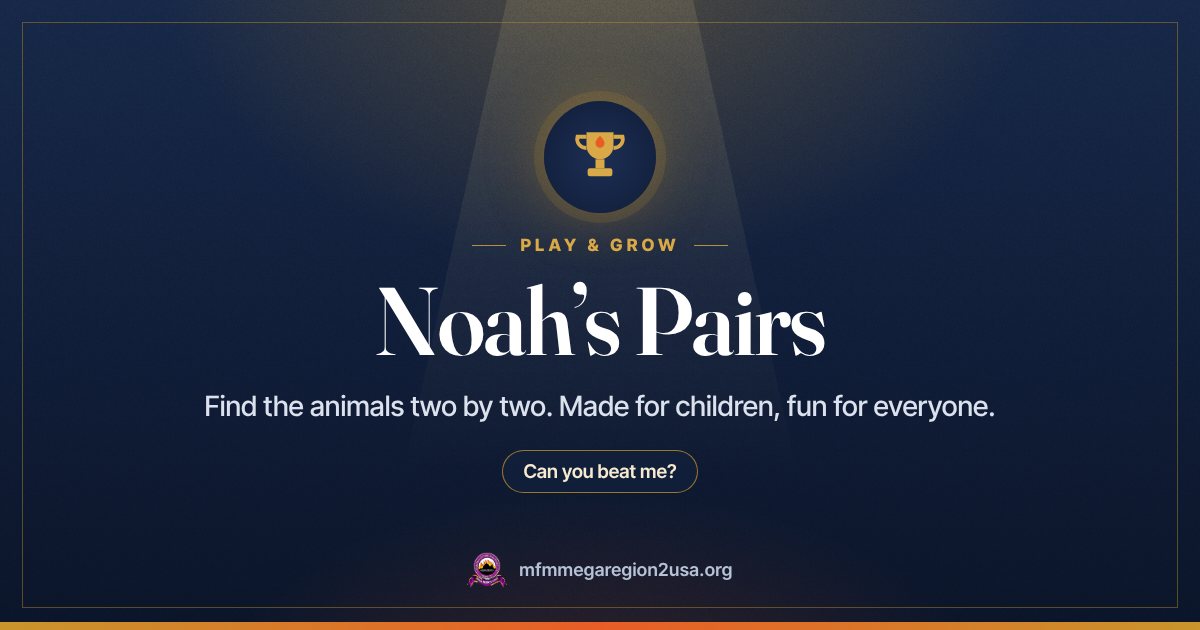 PLAY & GROW
Noah’s Pairs
Find the animals two by two. Made for children, fun for everyone.
Can you beat me?
mfmmegaregion2usa.org